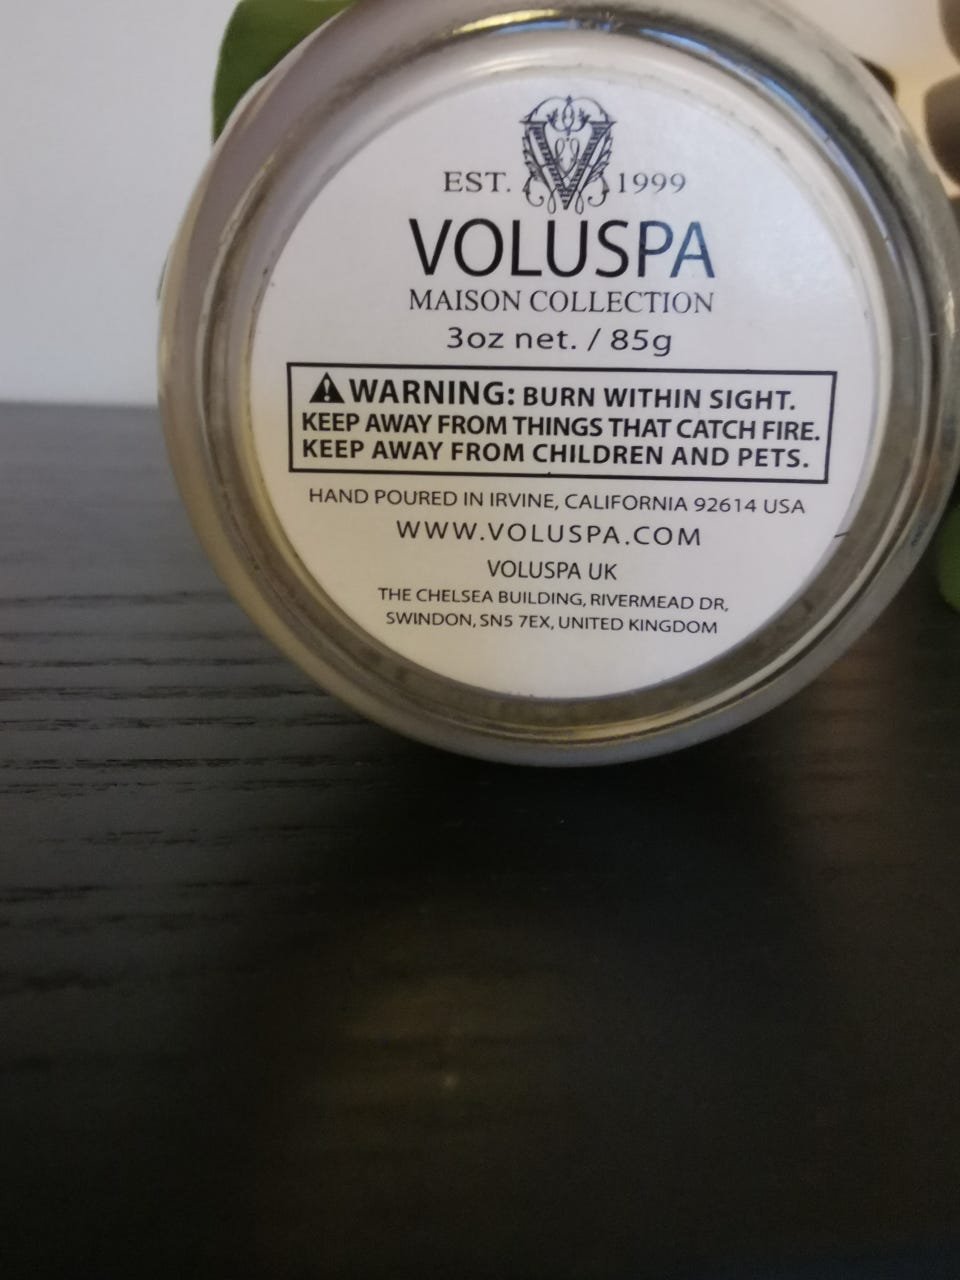 EST. 1999
VOLUSPA
MAISON COLLECTION
3oz net. / 85g
WARNING: BURN WITHIN SIGHT.
KEEP AWAY FROM THINGS THAT CATCH FIRE.
KEEP AWAY FROM CHILDREN AND PETS.
HAND POURED IN IRVINE, CALIFORNIA 92614 USA
WWW.VOLUSPA.COM
VOLUSPA UK
THE CHELSEA BUILDING, RIVERMEAD DR,
SWINDON, SN5 7EX, UNITED KINGDOM